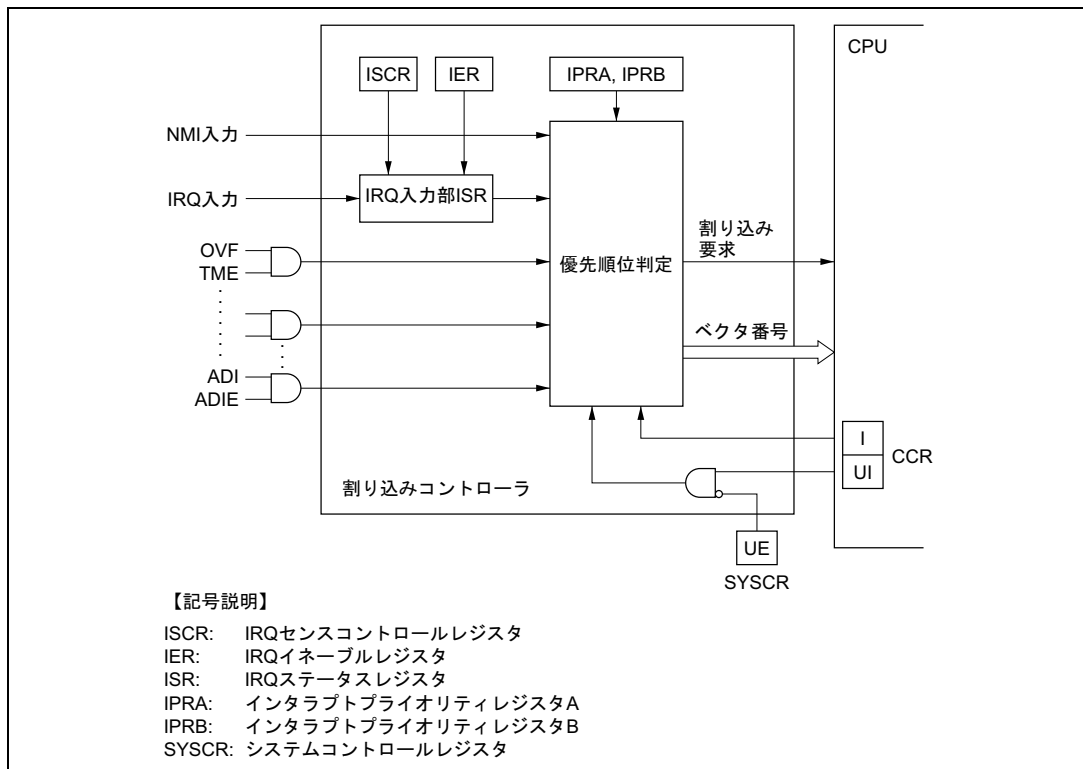 CPU
ISCR
IER
IPRA, IPRB
NMI入力
IRQ入力
IRQ入力部ISR
OVF
TME
優先順位判定
割り込み
要求
ベクタ番号
ADI
ADIE
I
UI
CCR
割り込みコントローラ
UE
SYSCR
【記号説明】
ISCR: IRQセンスコントロールレジスタ
IER: IRQイネーブルレジスタ
ISR: IRQステータスレジスタ
IPRA: インタラプトプライオリティレジスタA
IPRB: インタラプトプライオリティレジスタB
SYSCR: システムコントロールレジスタ